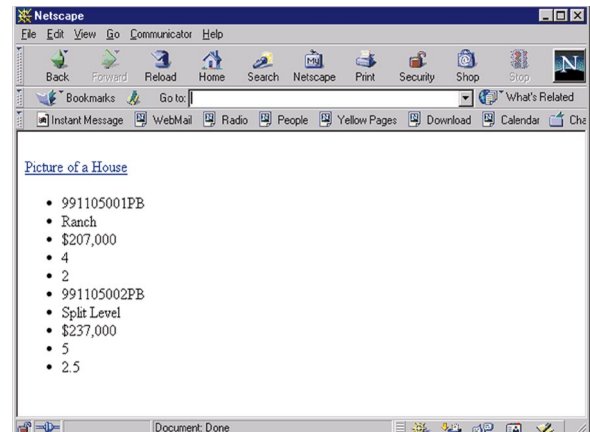 Netscape
File Edit View Go Communicator Help
Back Forward Reload Home Search Netscape Print Security Shop Stop
My
N
Bookmarks Go to: What's Related
Instant Message WebMail Radio People Yellow Pages Download Calendar Cha
Picture of a House
• 991105001PB
• Ranch
• $207,000
• 4
• 2
• 991105002PB
• Split Level
• $237,000
• 5
• 2.5
Document: Done